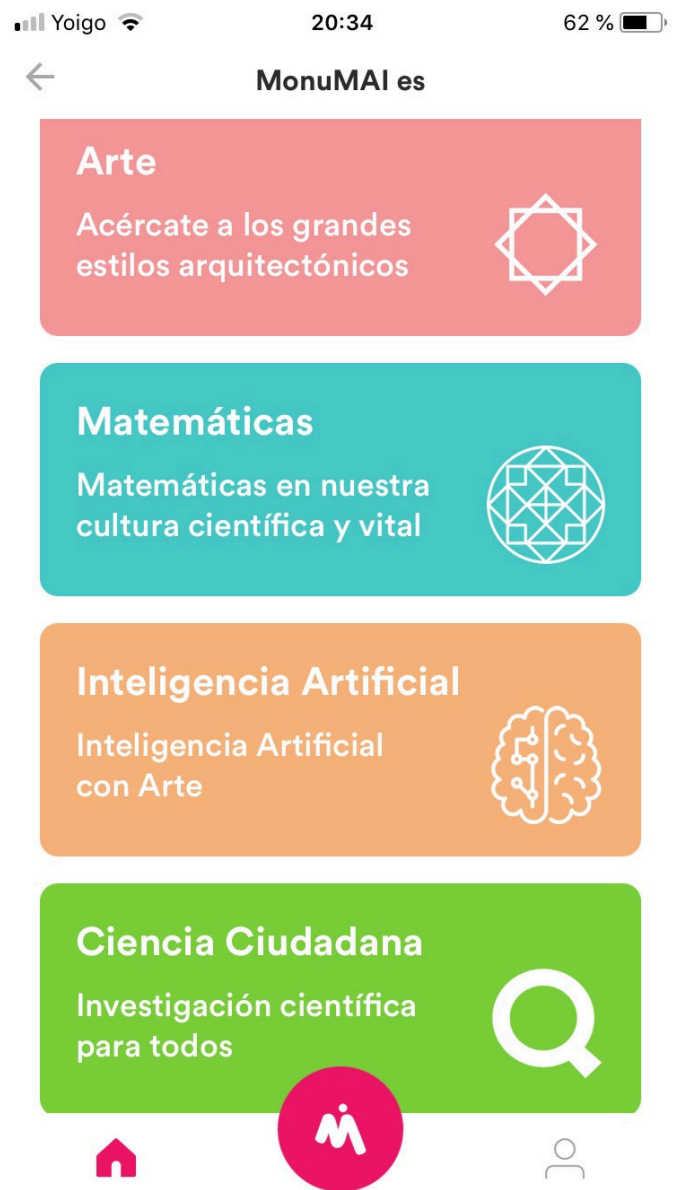 Yoigo 20:34 62 %
MonuMAI es
Arte
Acércate a los grandes
estilos arquitectónicos
Matemáticas
Matemáticas en nuestra
cultura científica y vital
Inteligencia Artificial
Inteligencia Artificial
con Arte
Ciencia Ciudadana
Investigación científica
para todos